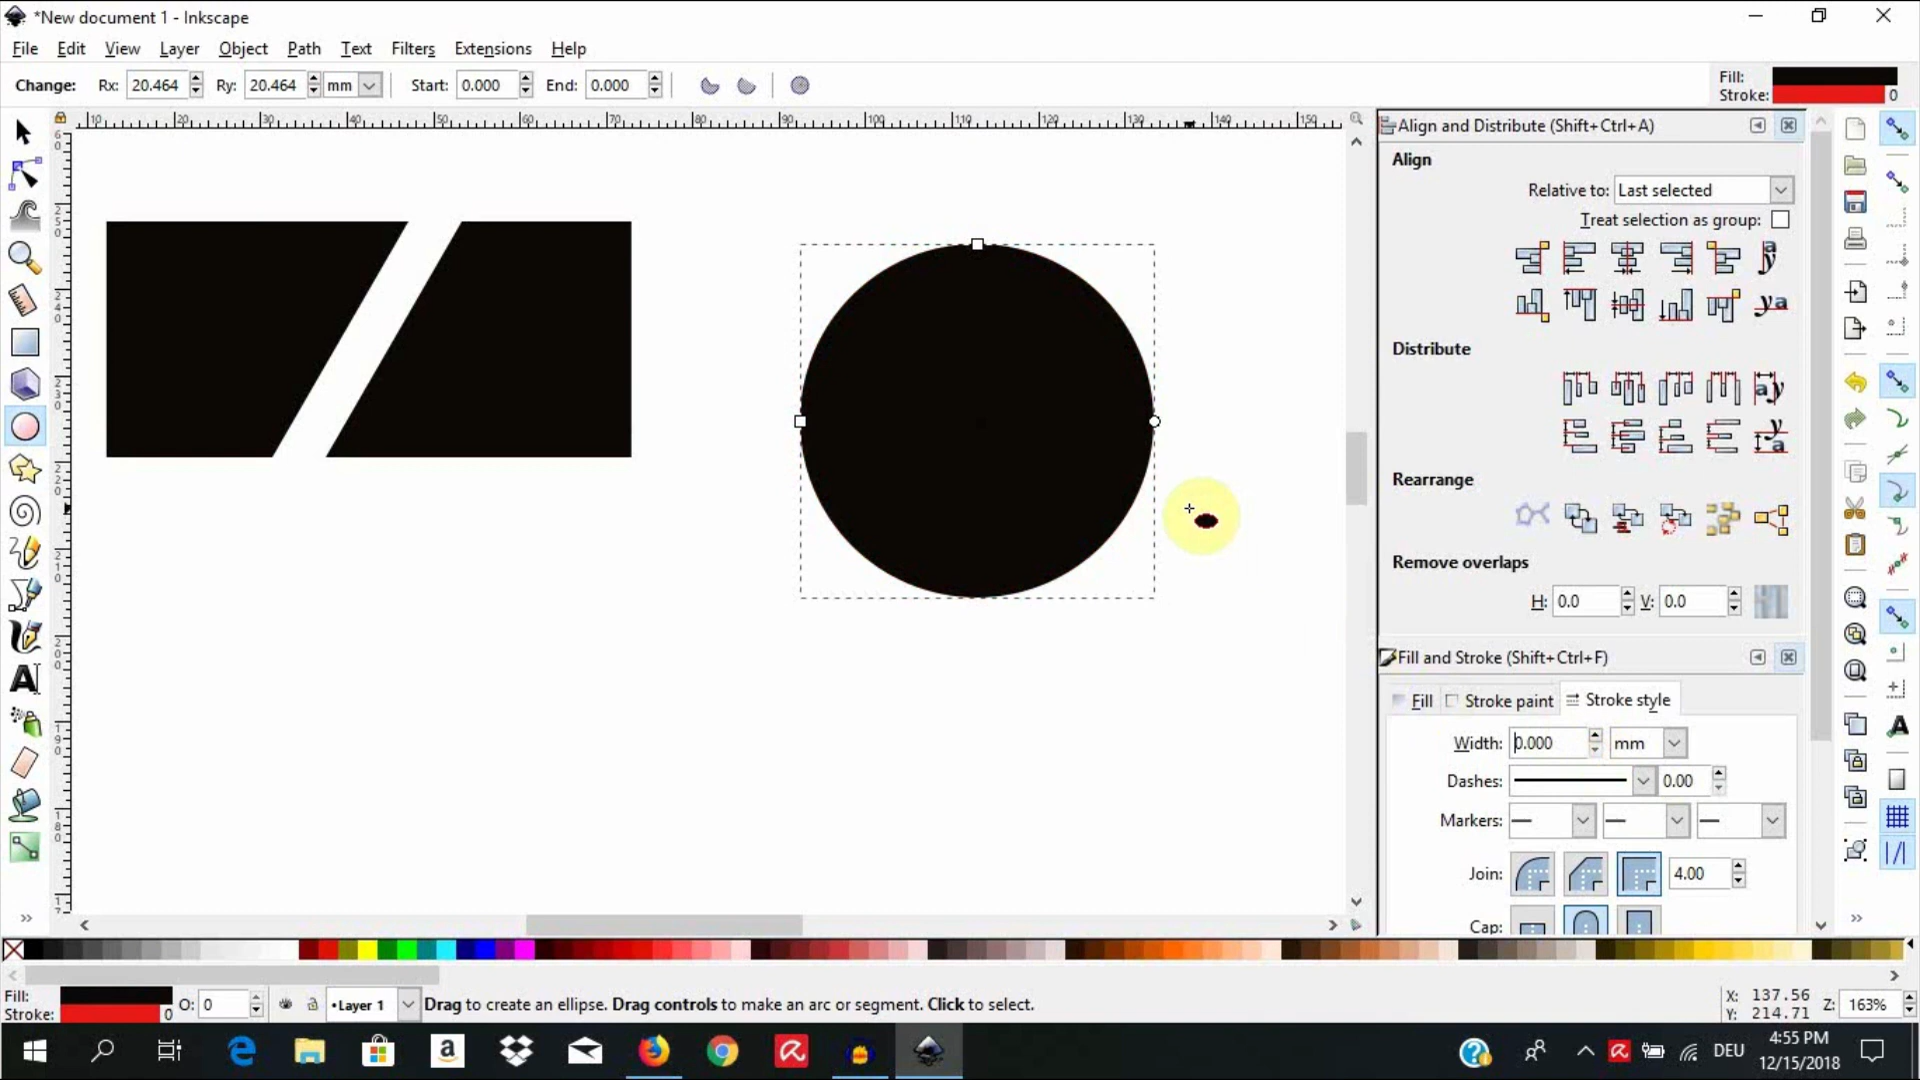 *New document 1 - Inkscape
File Edit View Layer Object Path Text Filters Extensions Help
Change: Rx: 20.464 Ry: 20.464 mm Start: 0.000 End: 0.000
Fill:
Stroke: 0
Align and Distribute (Shift+Ctrl+A)
Align
Relative to: Last selected
Treat selection as group:
Distribute
Rearrange
Remove overlaps
H: 0.0 V: 0.0
Fill and Stroke (Shift+Ctrl+F)
Fill Stroke paint Stroke style
Width: 0.000 mm
Dashes: 0.00
Markers:
Join: 4.00
Cap:
Fill:
Stroke: 0
O: 0
•Layer 1
Drag to create an ellipse. Drag controls to make an arc or segment. Click to select.
X: 137.56
Y: 214.71
Z: 163%
DEU
4:55 PM
12/15/2018